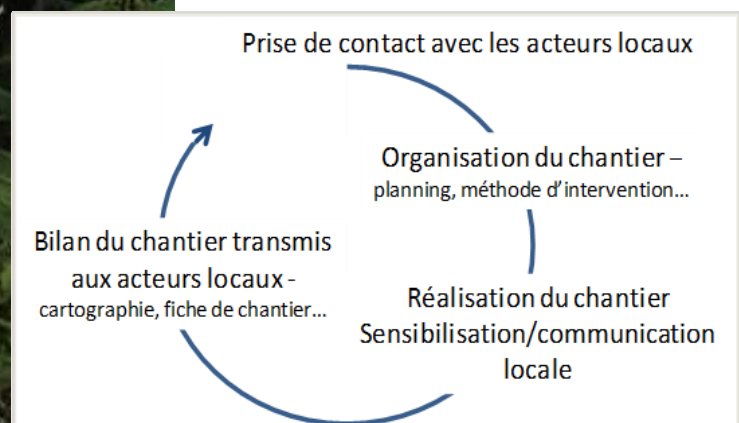 Prise de contact avec les acteurs locaux
Organisation du chantier –
planning, méthode d'intervention...
Réalisation du chantier
Sensibilisation/communication
locale
Bilan du chantier transmis
aux acteurs locaux -
cartographie, fiche de chantier...